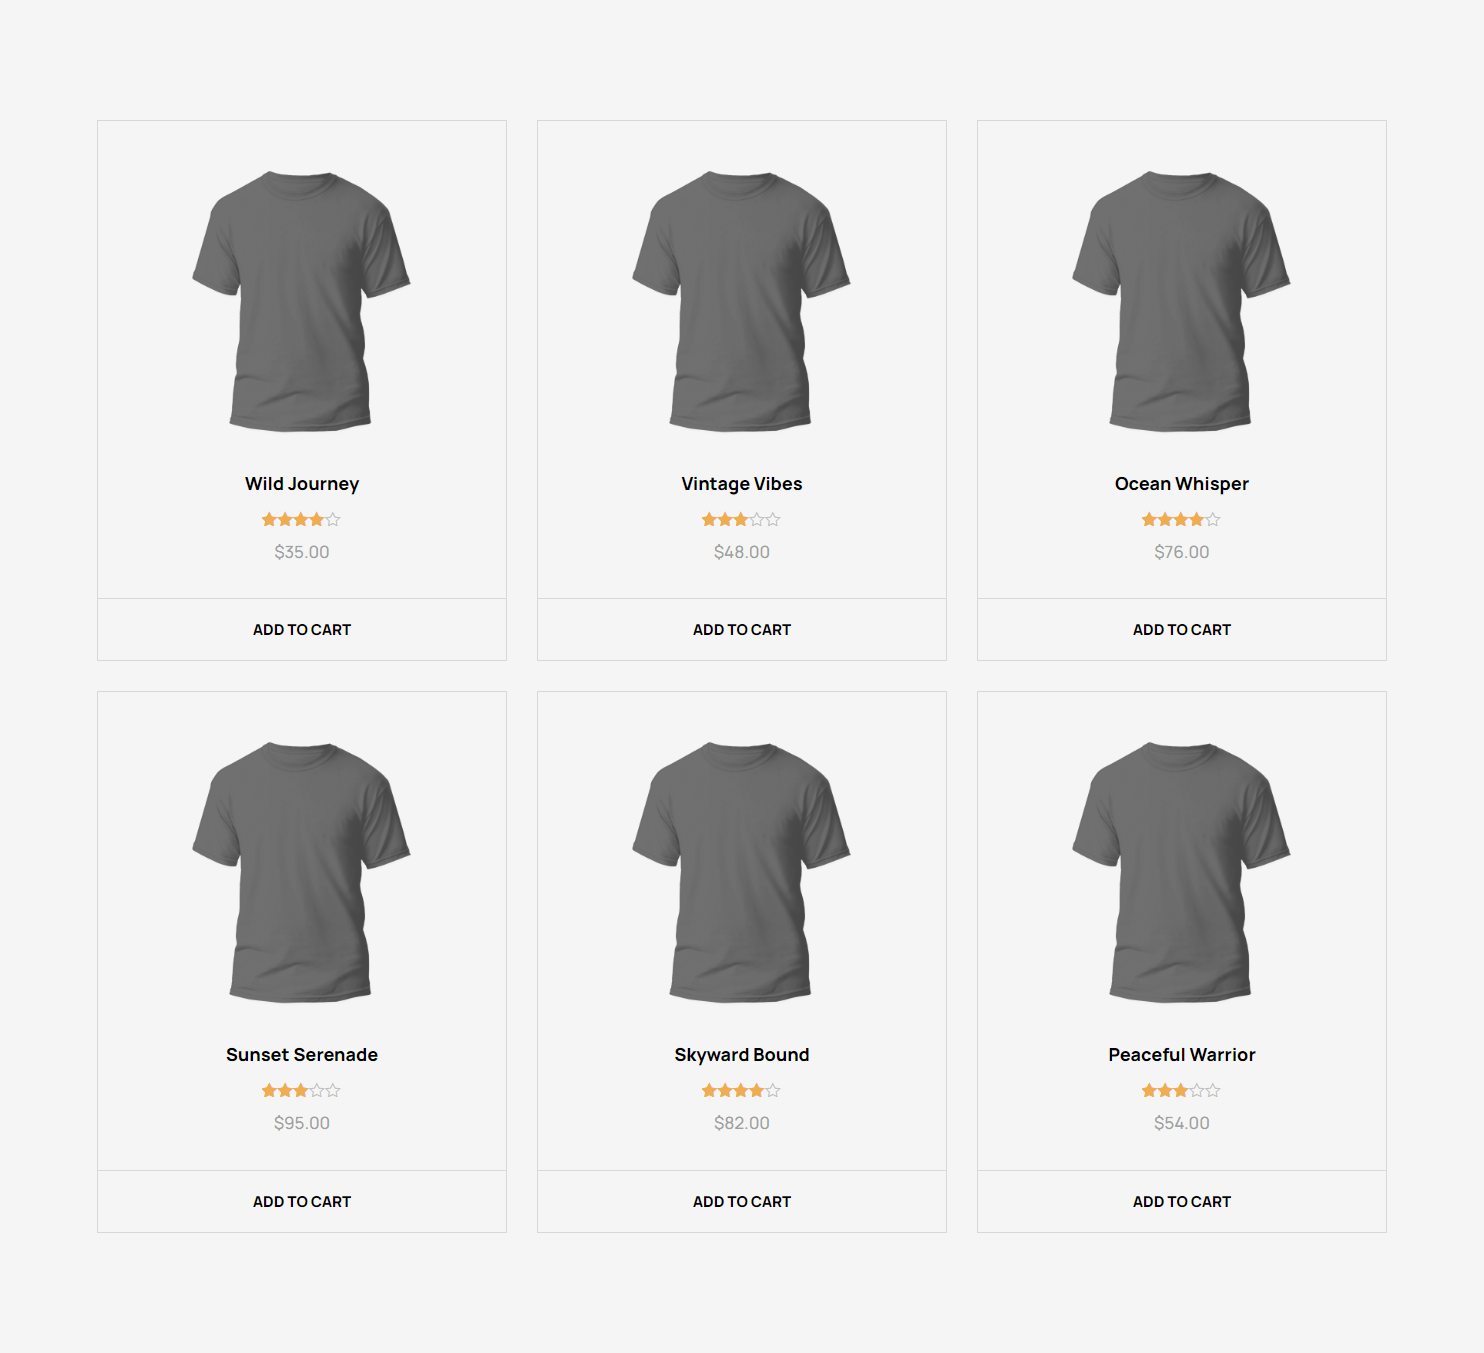 Wild Journey
$35.00
ADD TO CART
Vintage Vibes
$48.00
ADD TO CART
Ocean Whisper
$76.00
ADD TO CART
Sunset Serenade
$95.00
ADD TO CART
Skyward Bound
$82.00
ADD TO CART
Peaceful Warrior
$54.00
ADD TO CART